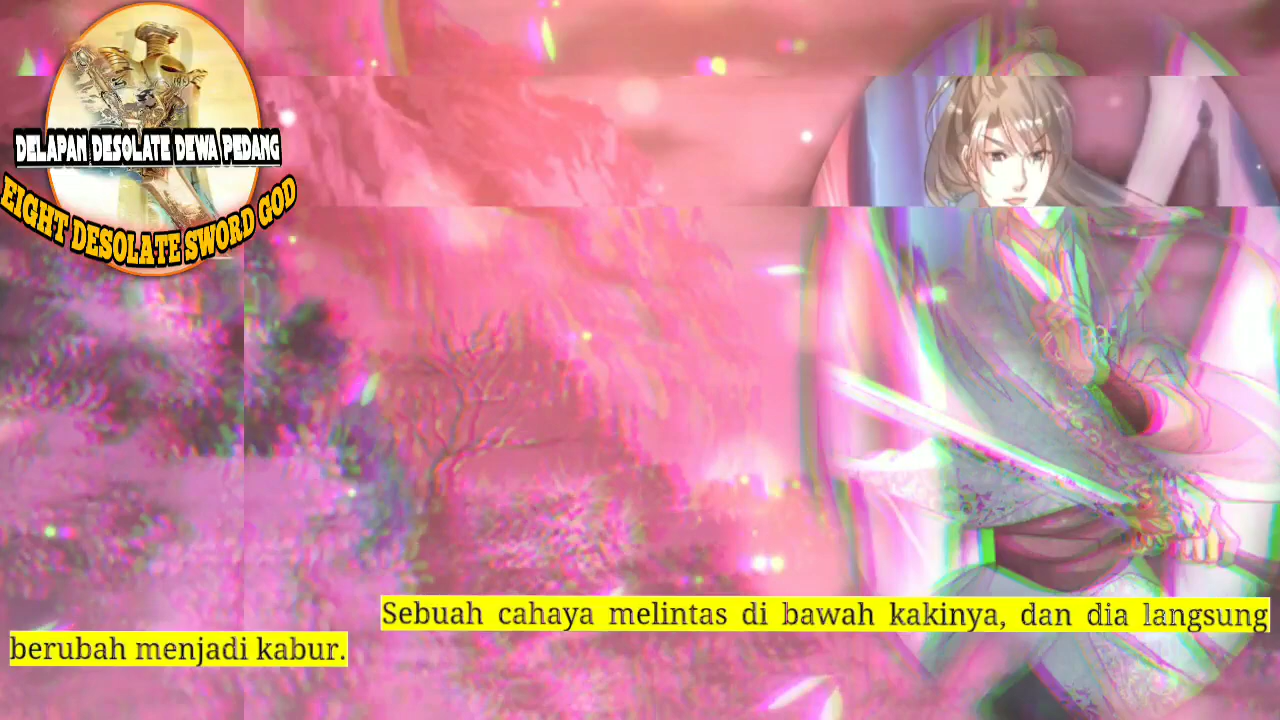 DELAPAN DESOLATE DEWA PEDANG
EIGHT DESOLATE SWORD GOD
Sebuah cahaya melintas di bawah kakinya, dan dia langsung
berubah menjadi kabur.